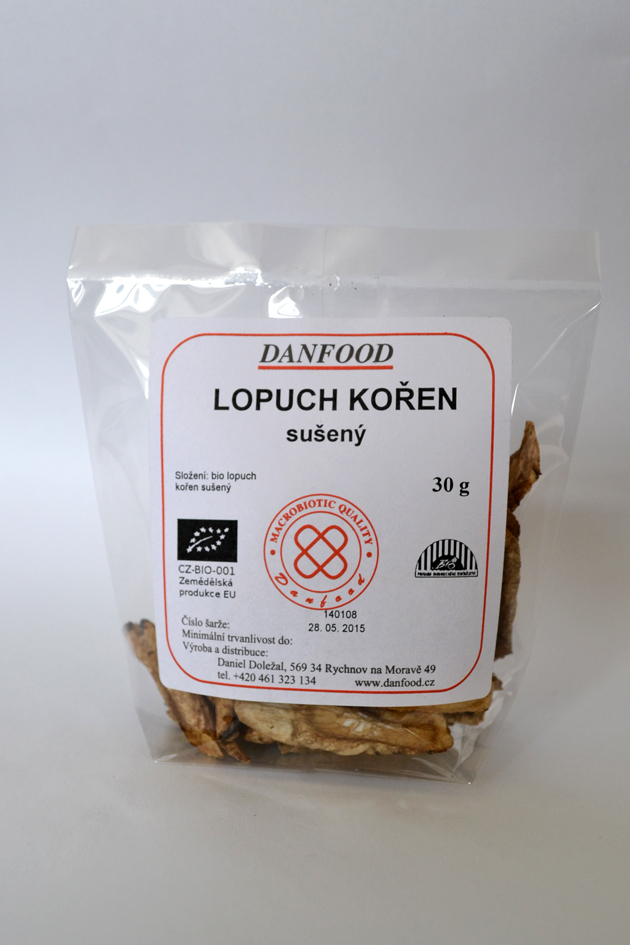 DANFOOD
LOPUCH KOŘEN
sušený
Složení: bio lopuch
kořen sušený
30 g
MACROBIOTIC QUALITY
Danfood
CZ-BIO-001
Zemědělská
produkce EU
BIO
140108
28. 05. 2015
Číslo šarže:
Minimální trvanlivost do:
Výroba a distribuce:
Daniel Doležal, 569 34 Rychnov na Moravě 49
tel. +420 461 323 134
www.danfood.cz